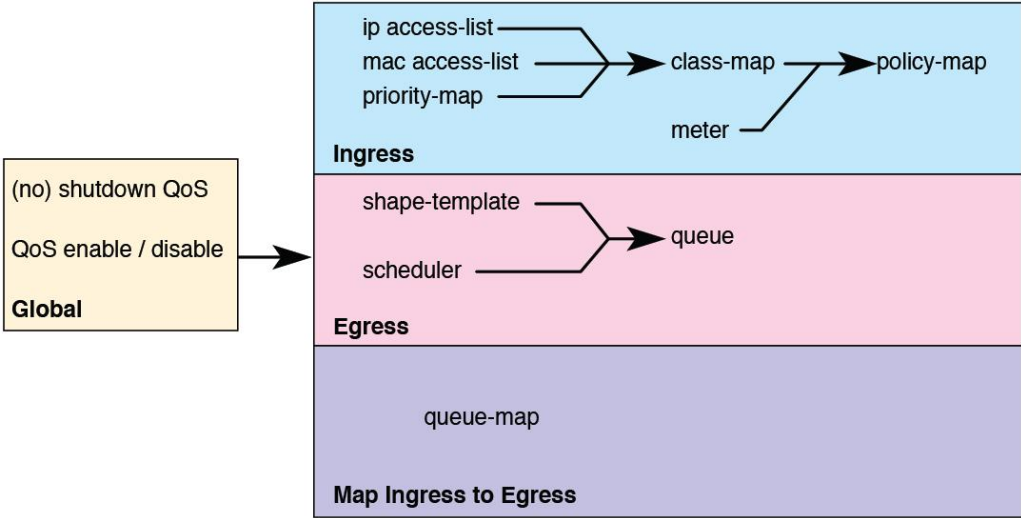 (no) shutdown QoS
QoS enable / disable
Global
ip access-list
mac access-list
priority-map
class-map
policy-map
meter
Ingress
shape-template
scheduler
queue
Egress
queue-map
Map Ingress to Egress